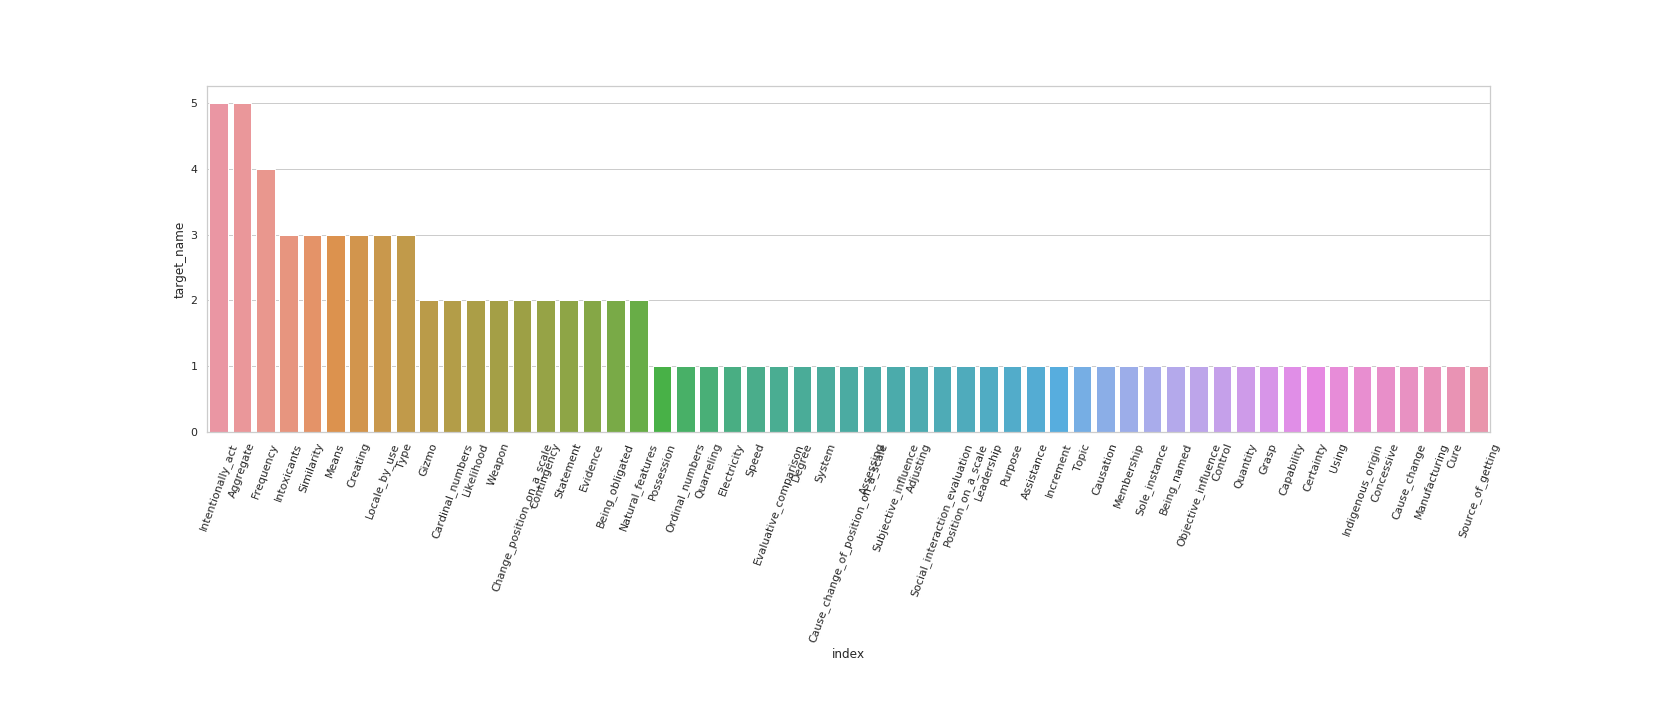 target_name
5
4
3
2
1
0
Intentionally_act
Aggregate
Frequency
Intoxicants
Similarity
Means
Creating
Locale_by_use
Type
Gizmo
Cardinal_numbers
Likelihood
Weapon
Change_position_on_a_scale
Contingency
Statement
Evidence
Being_obligated
Natural_features
Possession
Ordinal_numbers
Quarreling
Electricity
Speed
Evaluative_comparison
Degree
System
Cause_change_of_position_on_a_scale
Assessing
Subjective_influence
Adjusting
Social_interaction_evaluation
Position_on_a_scale
Leadership
Purpose
Assistance
Increment
Topic
Causation
Membership
Sole_instance
Being_named
Objective_influence
Control
Quantity
Grasp
Capability
Certainty
Using
Indigenous_origin
Concessive
Cause_change
Manufacturing
Cure
Source_of_getting
index